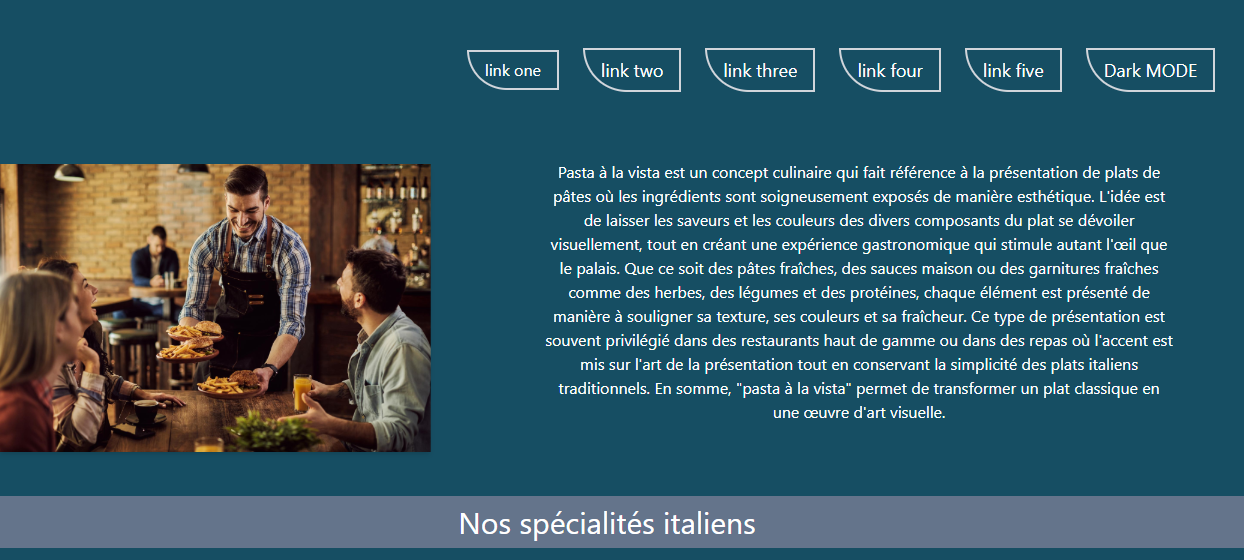 link one link two link three link four link five Dark MODE
Pasta à la vista est un concept culinaire qui fait référence à la présentation de plats de
pâtes où les ingrédients sont soigneusement exposés de manière esthétique. L'idée est
de laisser les saveurs et les couleurs des divers composants du plat se dévoiler
visuellement, tout en créant une expérience gastronomique qui stimule autant l'œil que
le palais. Que ce soit des pâtes fraîches, des sauces maison ou des garnitures fraîches
comme des herbes, des légumes et des protéines, chaque élément est présenté de
manière à souligner sa texture, ses couleurs et sa fraîcheur. Ce type de présentation est
souvent privilégié dans des restaurants haut de gamme ou dans des repas où l'accent est
mis sur l'art de la présentation tout en conservant la simplicité des plats italiens
traditionnels. En somme, "pasta à la vista" permet de transformer un plat classique en
une œuvre d'art visuelle.
Nos spécialités italiens